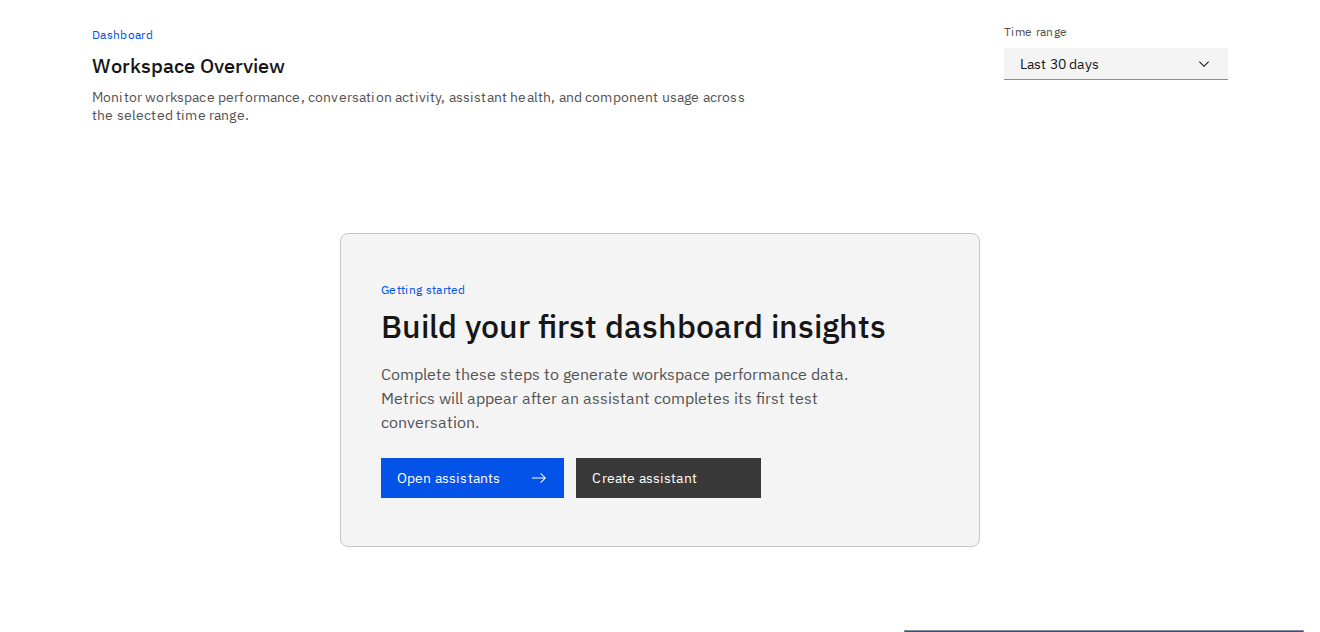 Dashboard
Workspace Overview
Monitor workspace performance, conversation activity, assistant health, and component usage across
the selected time range.
Time range
Last 30 days
Getting started
Build your first dashboard insights
Complete these steps to generate workspace performance data.
Metrics will appear after an assistant completes its first test
conversation.
Open assistants
Create assistant